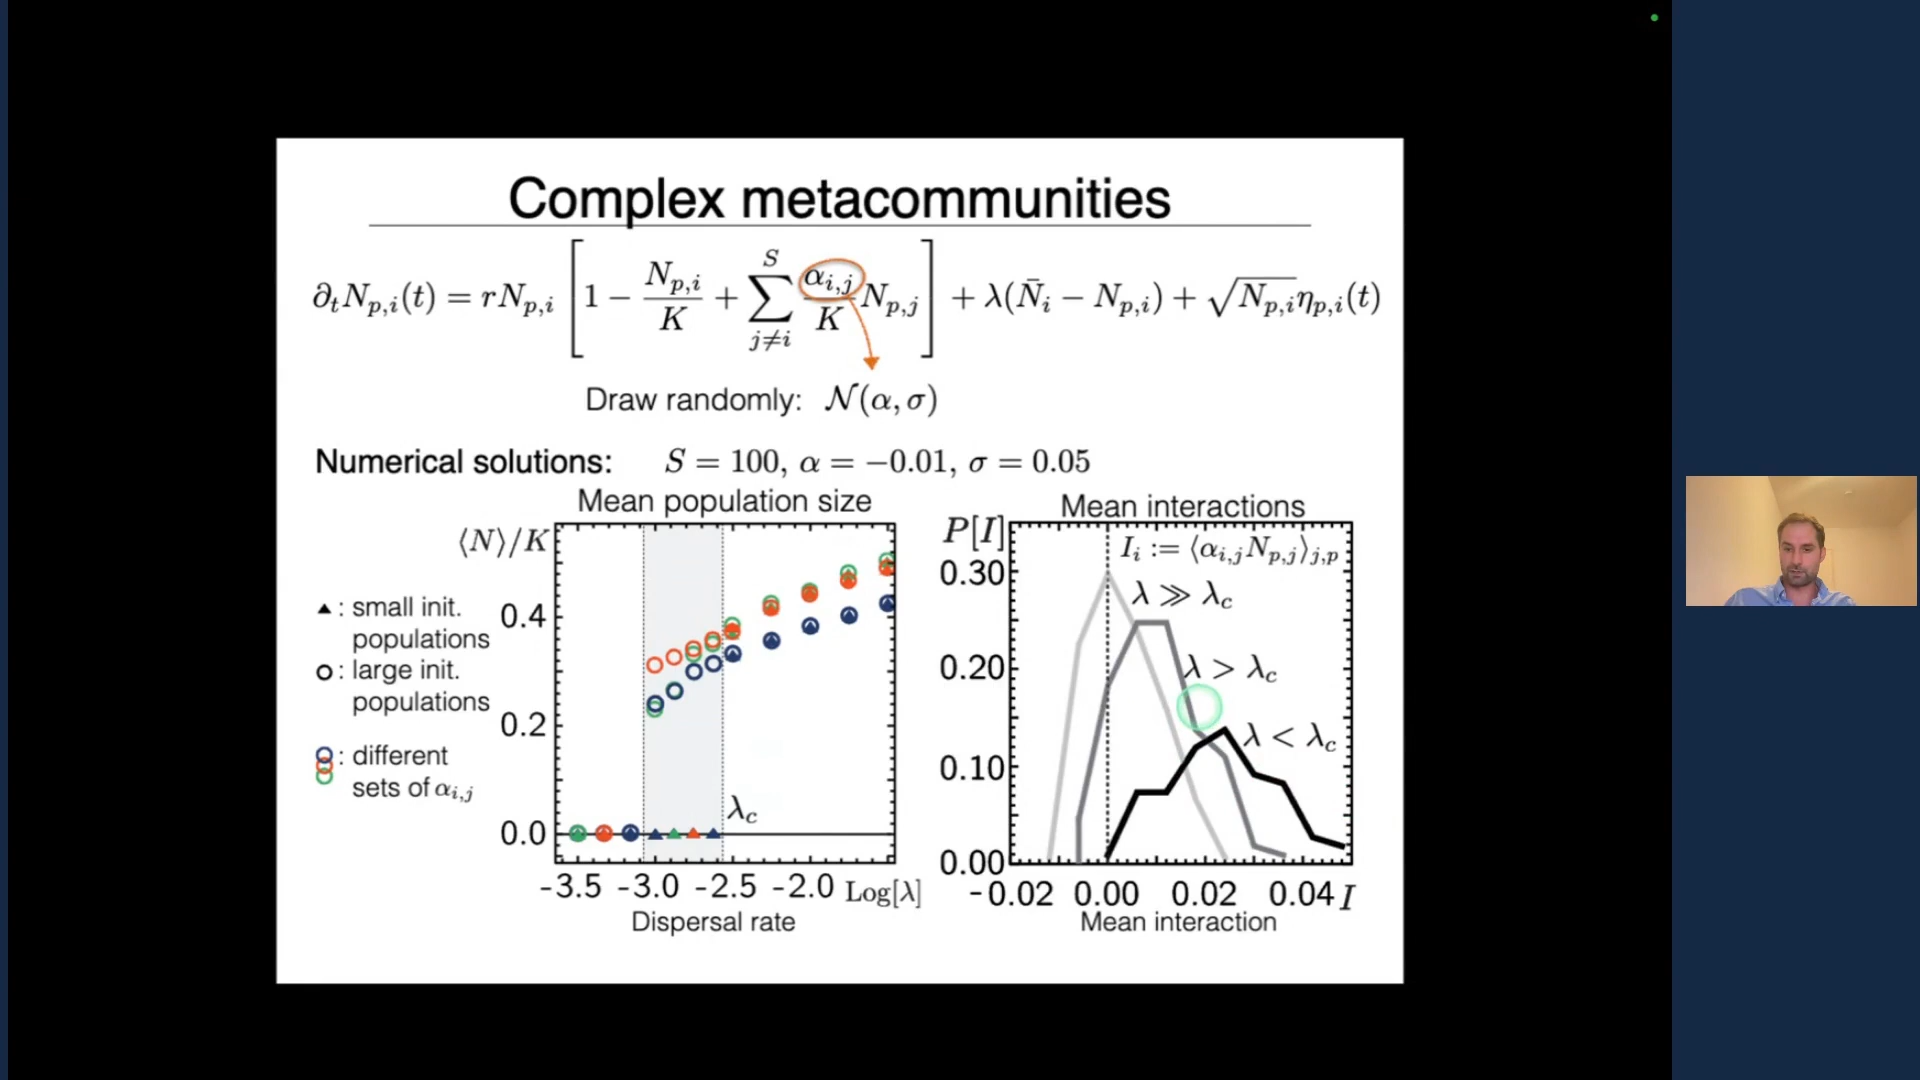 Complex metacommunities
∂ₜN_{p,i}(t) = rN_{p,i} [1 − N_{p,i}/K + ∑_{j≠i}^{S} α_{i,j}/K N_{p,j}] + λ(N̄_i − N_{p,i}) + √N_{p,i} η_{p,i}(t)
Draw randomly: 𝒩(α, σ)
Numerical solutions: S = 100, α = −0.01, σ = 0.05
Mean population size
⟨N⟩/K
▲: small init.
populations
O: large init.
populations
O: different
sets of α_{i,j}
0.4
0.2
0.0
λ_c
-3.5 -3.0 -2.5 -2.0 Log[λ]
Dispersal rate
Mean interactions
P[I]
I_i := ⟨α_{i,j}N_{p,j}⟩_{j,p}
0.30
λ ≫ λ_c
0.20
λ > λ_c
λ < λ_c
0.10
0.00
-0.02 0.00 0.02 0.04 I
Mean interaction